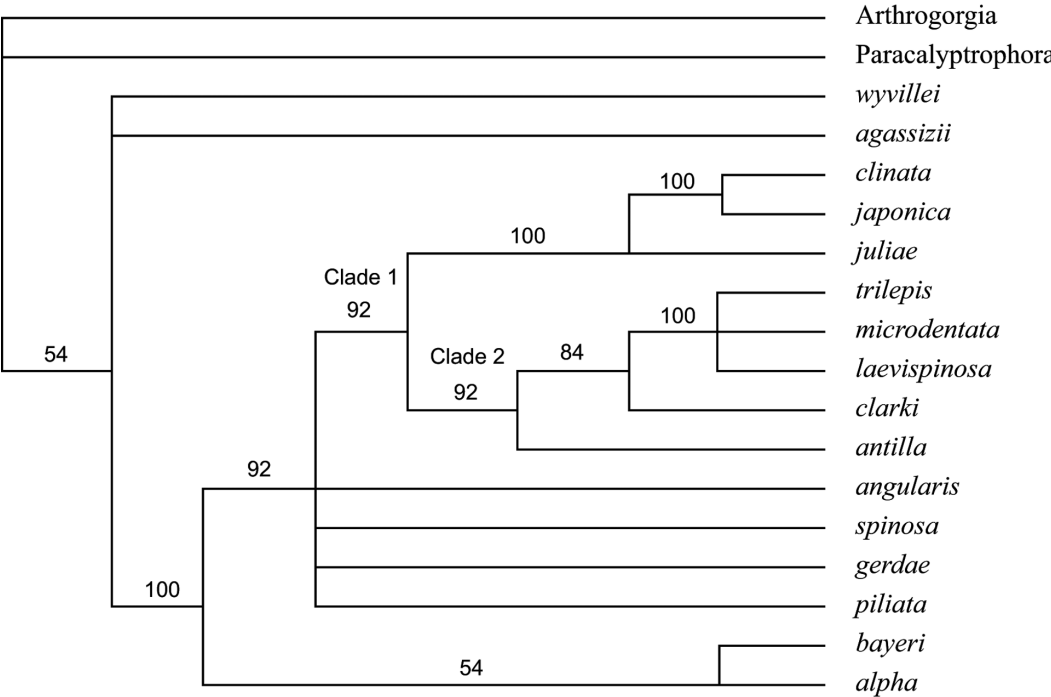 Arthrogorgia
Paracalyptrophora
wyvillei
agassizii
100
clinata
japonica
100
juliae
Clade 1
92
trilepis
100
microdentata
54
Clade 2
84
laevispinosa
92
clarki
antilla
92
angularis
spinosa
gerdae
100
piliata
bayeri
54
alpha